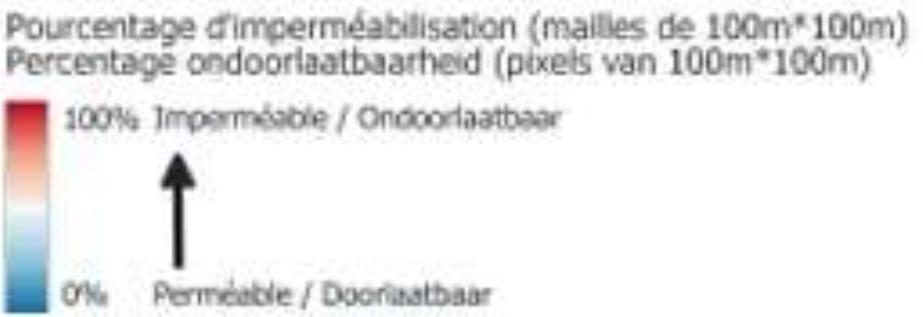 Pourcentage d'imperméabilisation (mailles de 100m*100m)
Percentage ondoorlaatbaarheid (pixels van 100m*100m)
100% Imperméable / Ondoorlaatbaar
0% Perméable / Doorlaatbaar